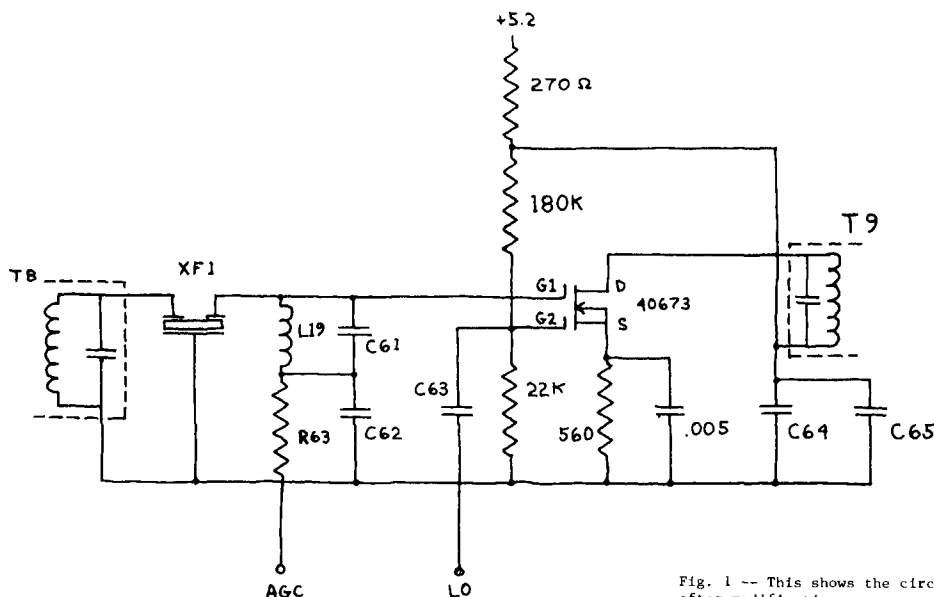 +5.2
270 Ω
180K
T9
T8
XF1
G1
D
40673
G2
S
L19
C61
C63
22K
C62
R63
560
.005
C64
C65
AGC
LO
Fig. 1 -- This shows the circ